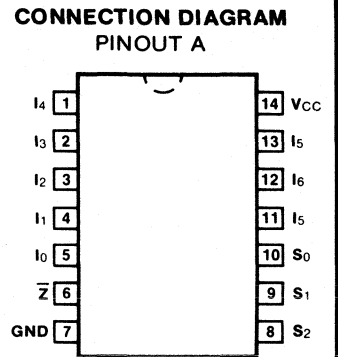 CONNECTION DIAGRAM
PINOUT A
I4 1 14 VCC
I3 2 13 I5
I2 3 12 I6
I1 4 11 I5
I0 5 10 S0
Z̅ 6 9 S1
GND 7 8 S2